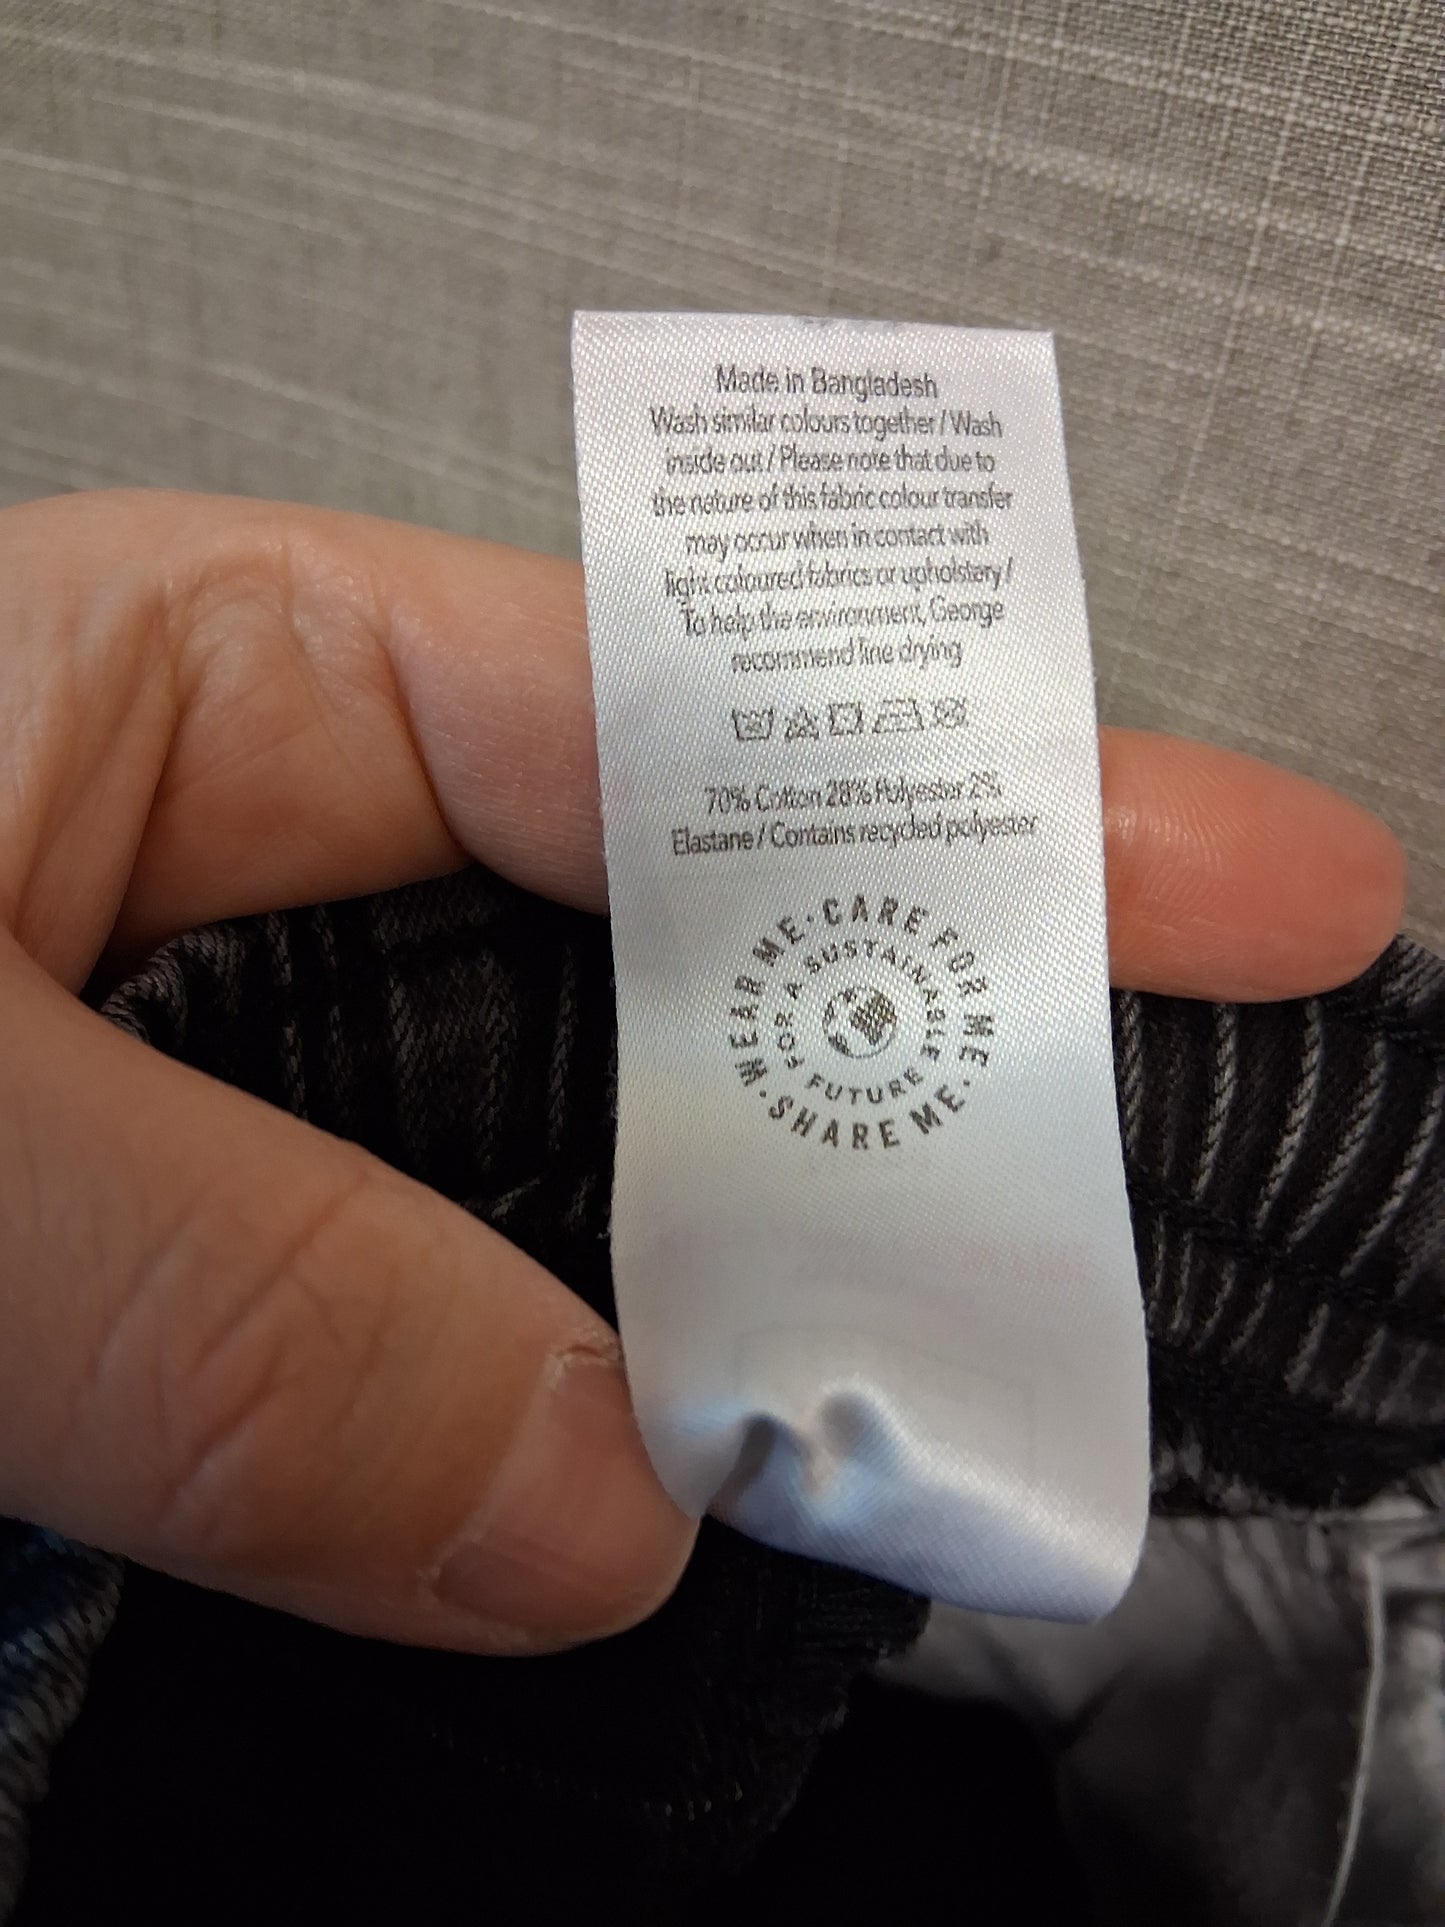 Made in Bangladesh
Wash similar colours together / Wash
inside out / Please note that due to
the nature of this fabric colour transfer
may occur when in contact with
light coloured fabrics or upholstery /
To help the environment, George
recommend line drying
70% Cotton 28% Polyester 2%
Elastane / Contains recycled polyester
WEAR ME · CARE FOR ME · SHARE ME ·
FOR A SUSTAINABLE FUTURE